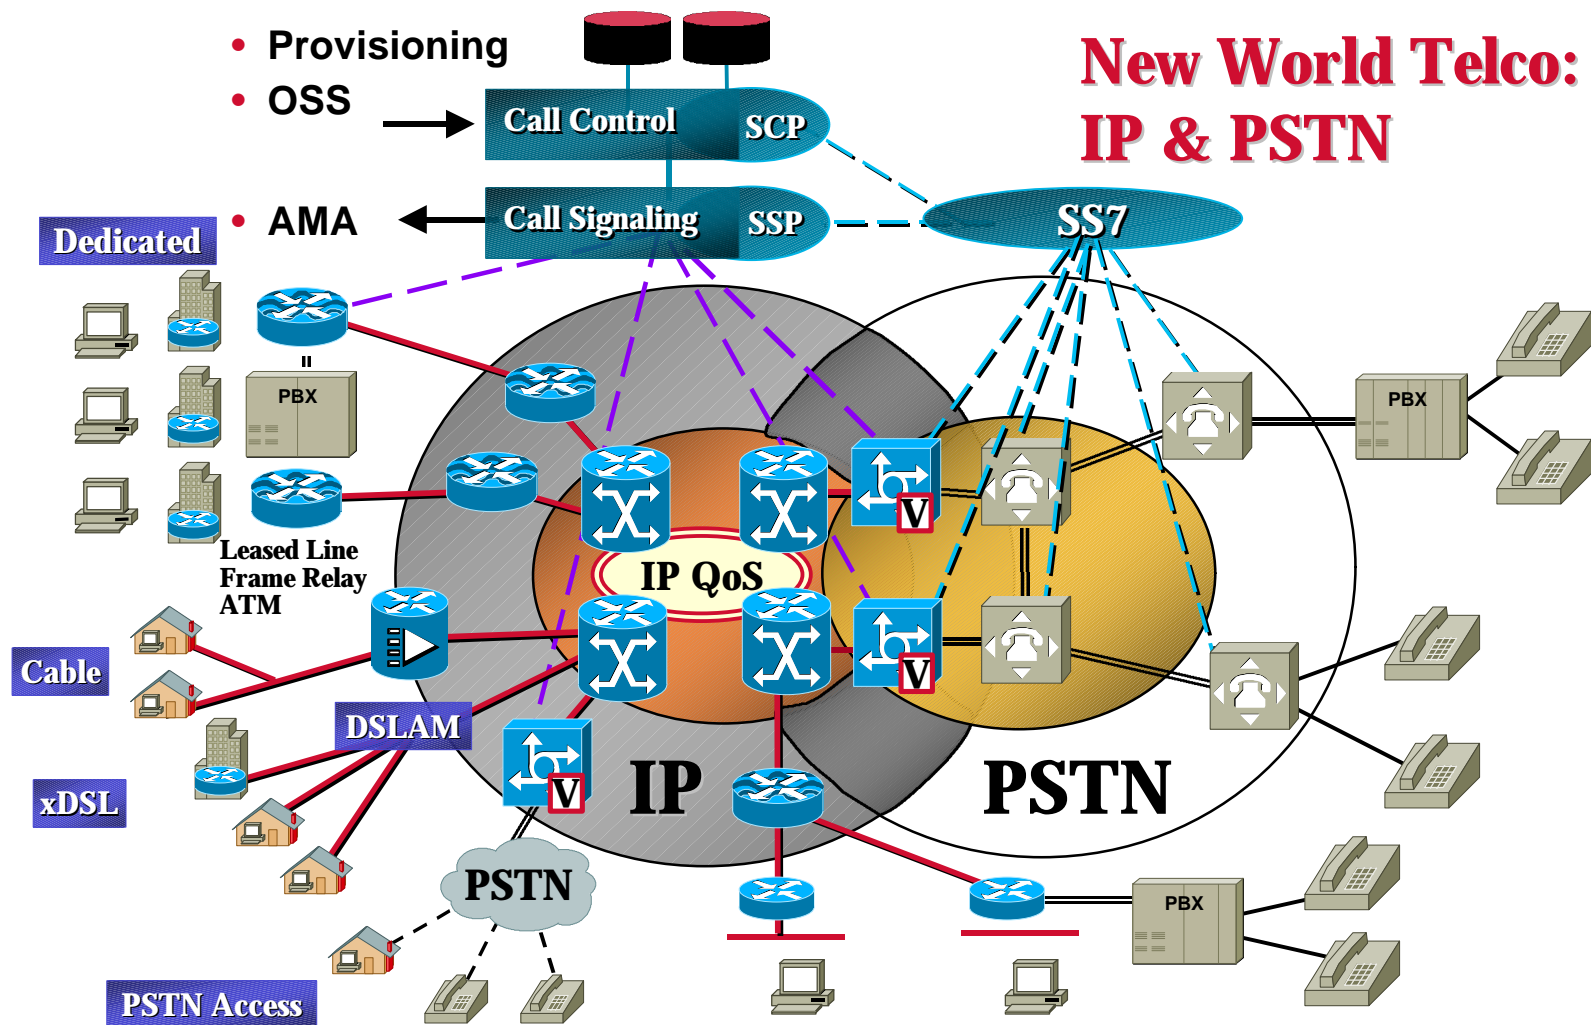 New World Telco:
IP & PSTN
• Provisioning
• OSS
• AMA
Call Control
SCP
Call Signaling
SSP
SS7
Dedicated
PBX
PBX
Leased Line
Frame Relay
ATM
V
IP QoS
V
Cable
DSLAM
xDSL
V
IP
PSTN
PSTN
PBX
PSTN Access